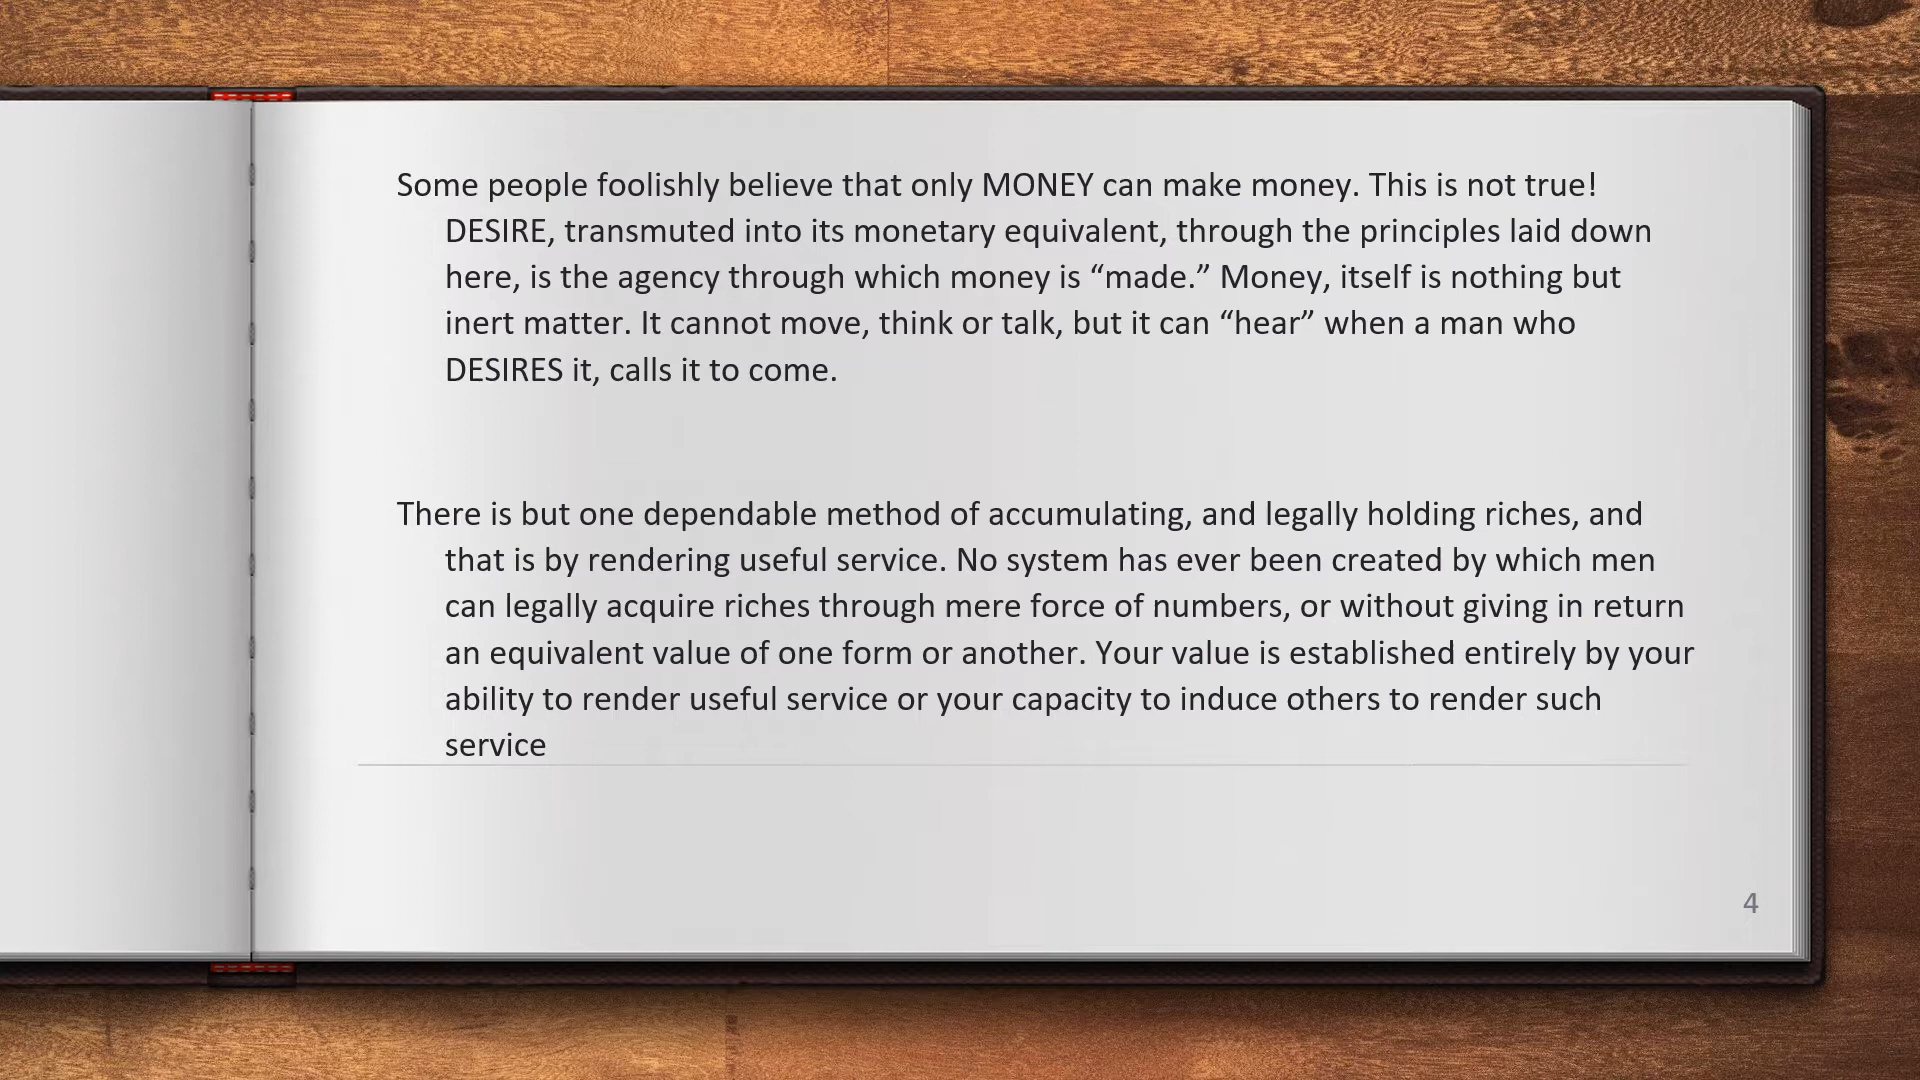 Some people foolishly believe that only MONEY can make money. This is not true!
DESIRE, transmuted into its monetary equivalent, through the principles laid down
here, is the agency through which money is “made.” Money, itself is nothing but
inert matter. It cannot move, think or talk, but it can “hear” when a man who
DESIRES it, calls it to come.
There is but one dependable method of accumulating, and legally holding riches, and
that is by rendering useful service. No system has ever been created by which men
can legally acquire riches through mere force of numbers, or without giving in return
an equivalent value of one form or another. Your value is established entirely by your
ability to render useful service or your capacity to induce others to render such
service
4